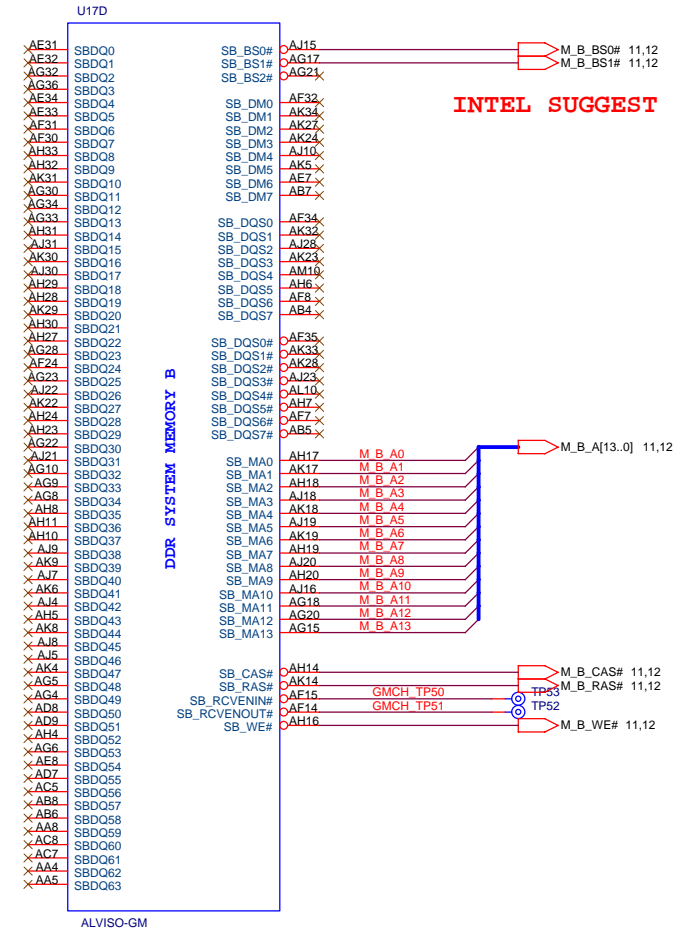 U17D
AE31 SBDQ0
AE32 SBDQ1
AG32 SBDQ2
AG36 SBDQ3
AE34 SBDQ4
AF33 SBDQ5
AF31 SBDQ6
AF30 SBDQ7
AH33 SBDQ8
AH32 SBDQ9
AK31 SBDQ10
AG30 SBDQ11
AG34 SBDQ12
AG33 SBDQ13
AH31 SBDQ14
AJ31 SBDQ15
AK30 SBDQ16
AJ30 SBDQ17
AH29 SBDQ18
AH28 SBDQ19
AK29 SBDQ20
AH30 SBDQ21
AH27 SBDQ22
AG28 SBDQ23
AF24 SBDQ24
AG23 SBDQ25
AJ22 SBDQ26
AK22 SBDQ27
AH24 SBDQ28
AH23 SBDQ29
AG22 SBDQ30
AJ21 SBDQ31
AG10 SBDQ32
AG9 SBDQ33
AG8 SBDQ34
AH8 SBDQ35
AH11 SBDQ36
AH10 SBDQ37
AJ9 SBDQ38
AK9 SBDQ39
AJ7 SBDQ40
AK6 SBDQ41
AJ4 SBDQ42
AH5 SBDQ43
AK8 SBDQ44
AJ8 SBDQ45
AJ5 SBDQ46
AK4 SBDQ47
AG5 SBDQ48
AG4 SBDQ49
AD8 SBDQ50
AD9 SBDQ51
AH4 SBDQ52
AG6 SBDQ53
AE8 SBDQ54
AD7 SBDQ55
AC5 SBDQ56
AB8 SBDQ57
AB6 SBDQ58
AA8 SBDQ59
AC8 SBDQ60
AC7 SBDQ61
AA4 SBDQ62
AA5 SBDQ63
DDR SYSTEM MEMORY B
SB_BS0# AJ15 M_B_BS0# 11,12
SB_BS1# AG17 M_B_BS1# 11,12
SB_BS2# AG21
INTEL SUGGEST
SB_DM0 AF32
SB_DM1 AK34
SB_DM2 AK27
SB_DM3 AK24
SB_DM4 AJ10
SB_DM5 AK5
SB_DM6 AE7
SB_DM7 AB7
SB_DQS0 AF34
SB_DQS1 AK32
SB_DQS2 AJ28
SB_DQS3 AK23
SB_DQS4 AM10
SB_DQS5 AH6
SB_DQS6 AF8
SB_DQS7 AB4
SB_DQS0# AF35
SB_DQS1# AK33
SB_DQS2# AK28
SB_DQS3# AJ23
SB_DQS4# AL10
SB_DQS5# AH7
SB_DQS6# AF7
SB_DQS7# AB5
M_B_A[13..0] 11,12
SB_MA0 AH17 M_B_A0
SB_MA1 AK17 M_B_A1
SB_MA2 AH18 M_B_A2
SB_MA3 AJ18 M_B_A3
SB_MA4 AK18 M_B_A4
SB_MA5 AJ19 M_B_A5
SB_MA6 AK19 M_B_A6
SB_MA7 AH19 M_B_A7
SB_MA8 AJ20 M_B_A8
SB_MA9 AH20 M_B_A9
SB_MA10 AJ16 M_B_A10
SB_MA11 AG18 M_B_A11
SB_MA12 AG20 M_B_A12
SB_MA13 AG15 M_B_A13
SB_CAS# AH14 M_B_CAS# 11,12
SB_RAS# AK14 M_B_RAS# 11,12
SB_RCVENIN# AF15 GMCH_TP50 TP53
SB_RCVENOUT# AF14 GMCH_TP51 TP52
SB_WE# AH16 M_B_WE# 11,12
ALVISO-GM